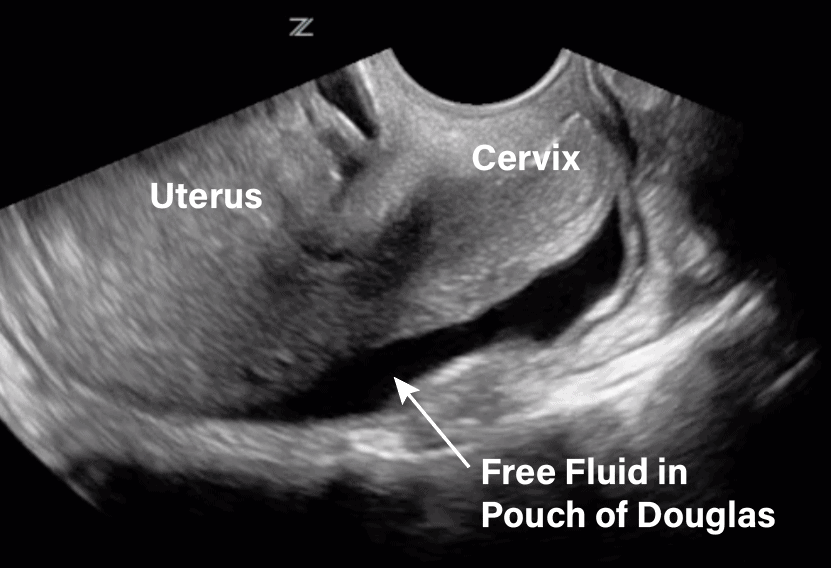 Cervix
Uterus
Free Fluid in
Pouch of Douglas